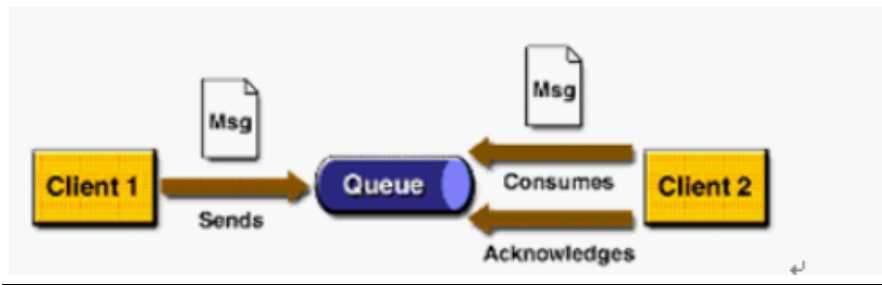 Msg
Msg
Client 1
Queue
Consumes
Client 2
Sends
Acknowledges